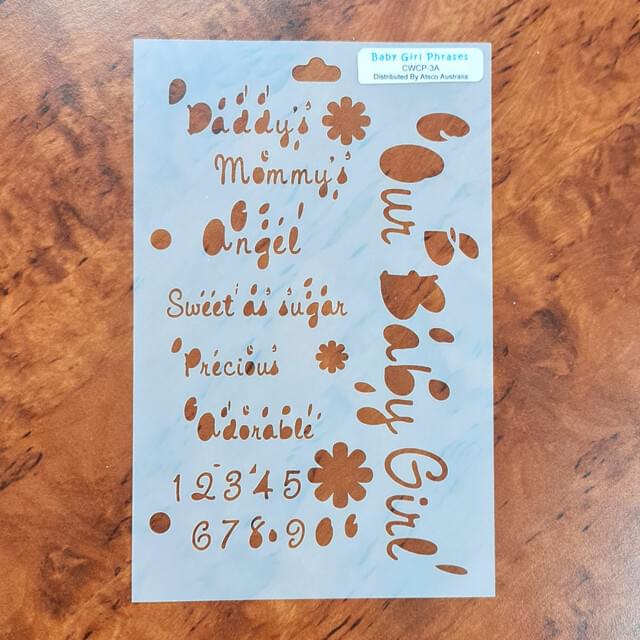 Baby Girl Phrases
CWCP-3A
Distributed By Atsco Australia
Daddy's
Mommy's
Angel
Sweet as sugar
Precious
Adorable
12345
67890
Our Baby Girl